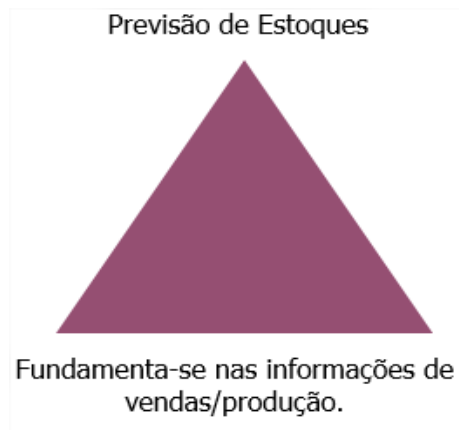 Previsão de Estoques
Fundamenta-se nas informações de
vendas/produção.